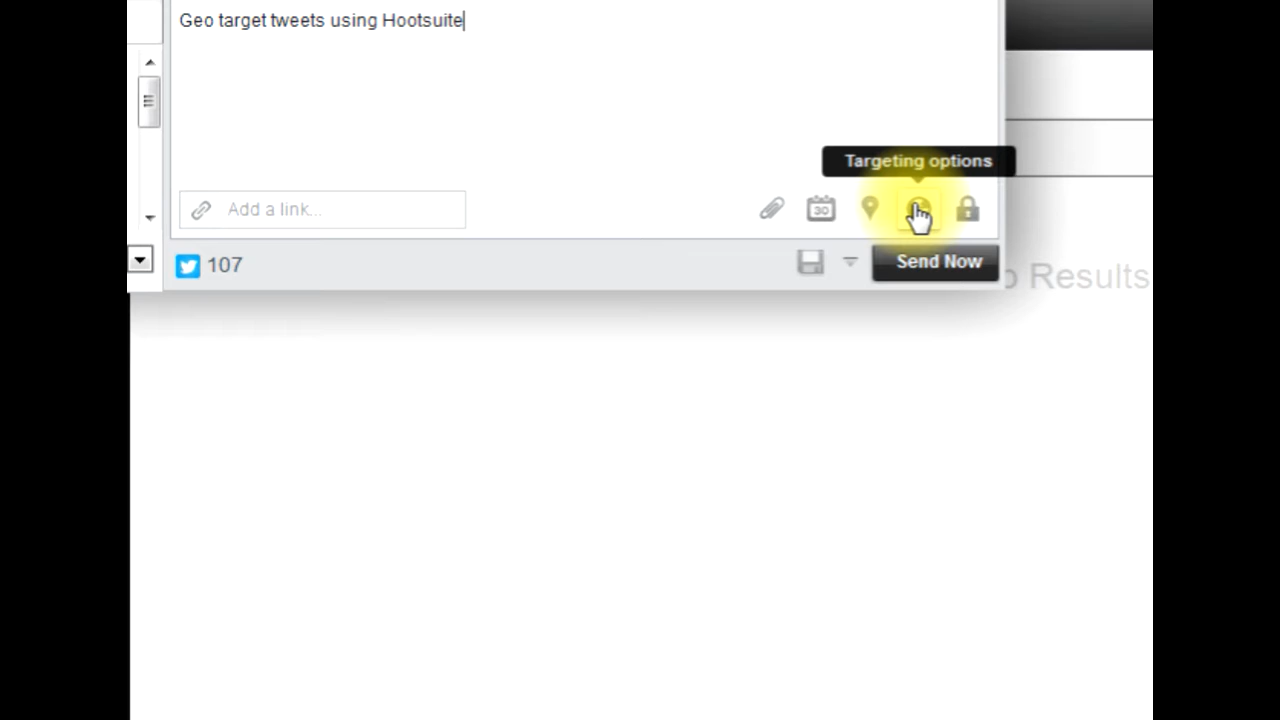 Geo target tweets using Hootsuite
Targeting options
Add a link...
30
107
Send Now
Results